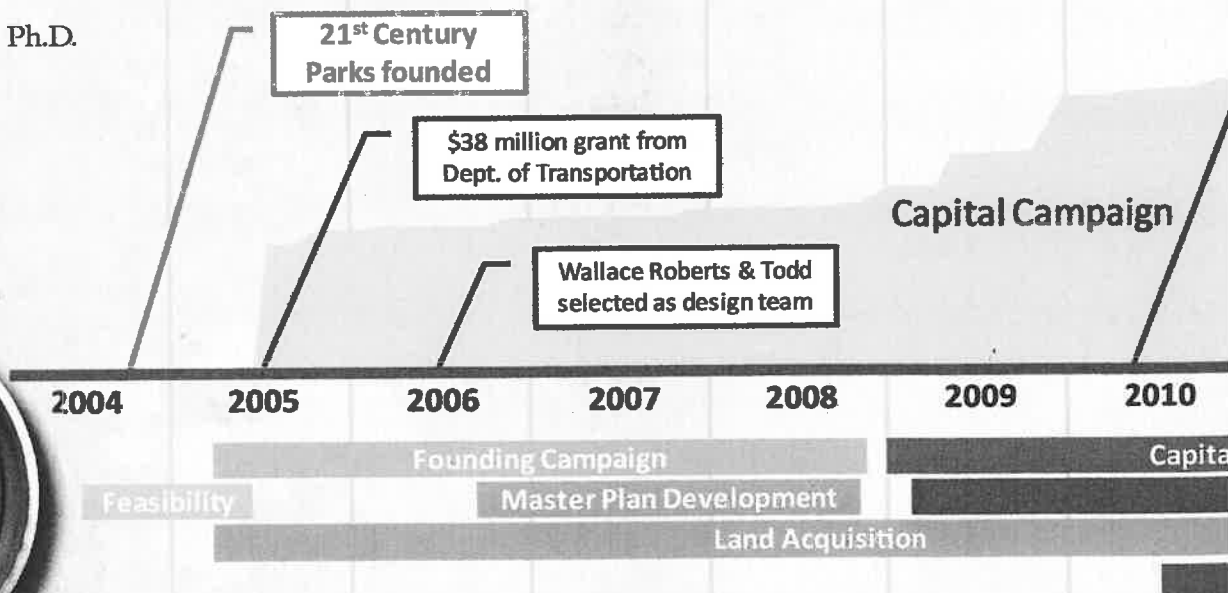 Ph.D.
21st Century
Parks founded
$38 million grant from
Dept. of Transportation
Capital Campaign
Wallace Roberts & Todd
selected as design team
2004 2005 2006 2007 2008 2009 2010
Founding Campaign
Capita
Feasibility
Master Plan Development
Land Acquisition